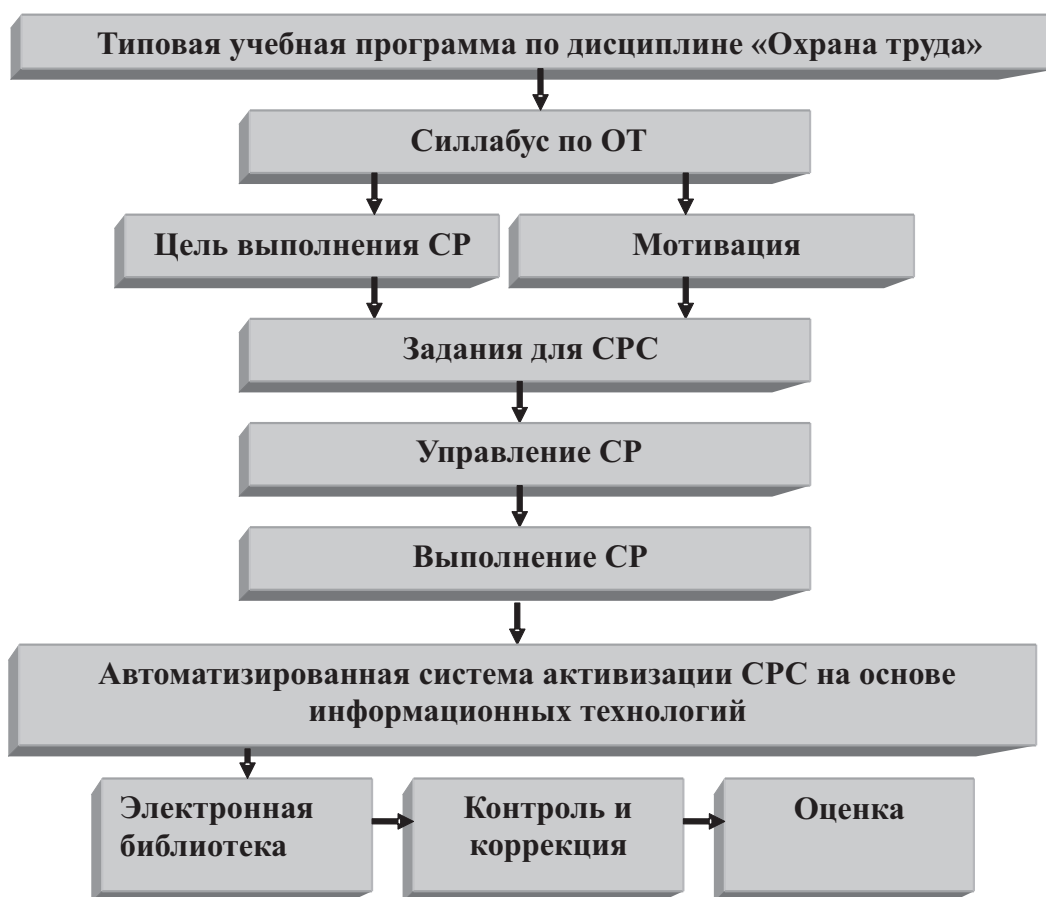 Типовая учебная программа по дисциплине «Охрана труда»
Силлабус по ОТ
Цель выполнения СР
Мотивация
Задания для СРС
Управление СР
Выполнение СР
Автоматизированная система активизации СРС на основе
информационных технологий
Электронная
библиотека
Контроль и
коррекция
Оценка